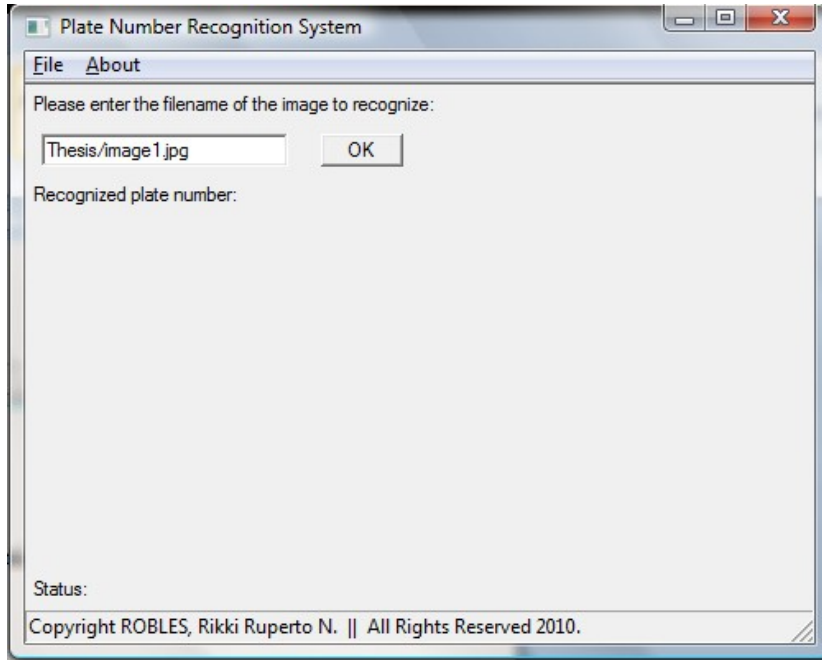 Plate Number Recognition System
File About
Please enter the filename of the image to recognize:
Thesis/image1.jpg OK
Recognized plate number:
Status:
Copyright ROBLES, Rikki Ruperto N. || All Rights Reserved 2010.